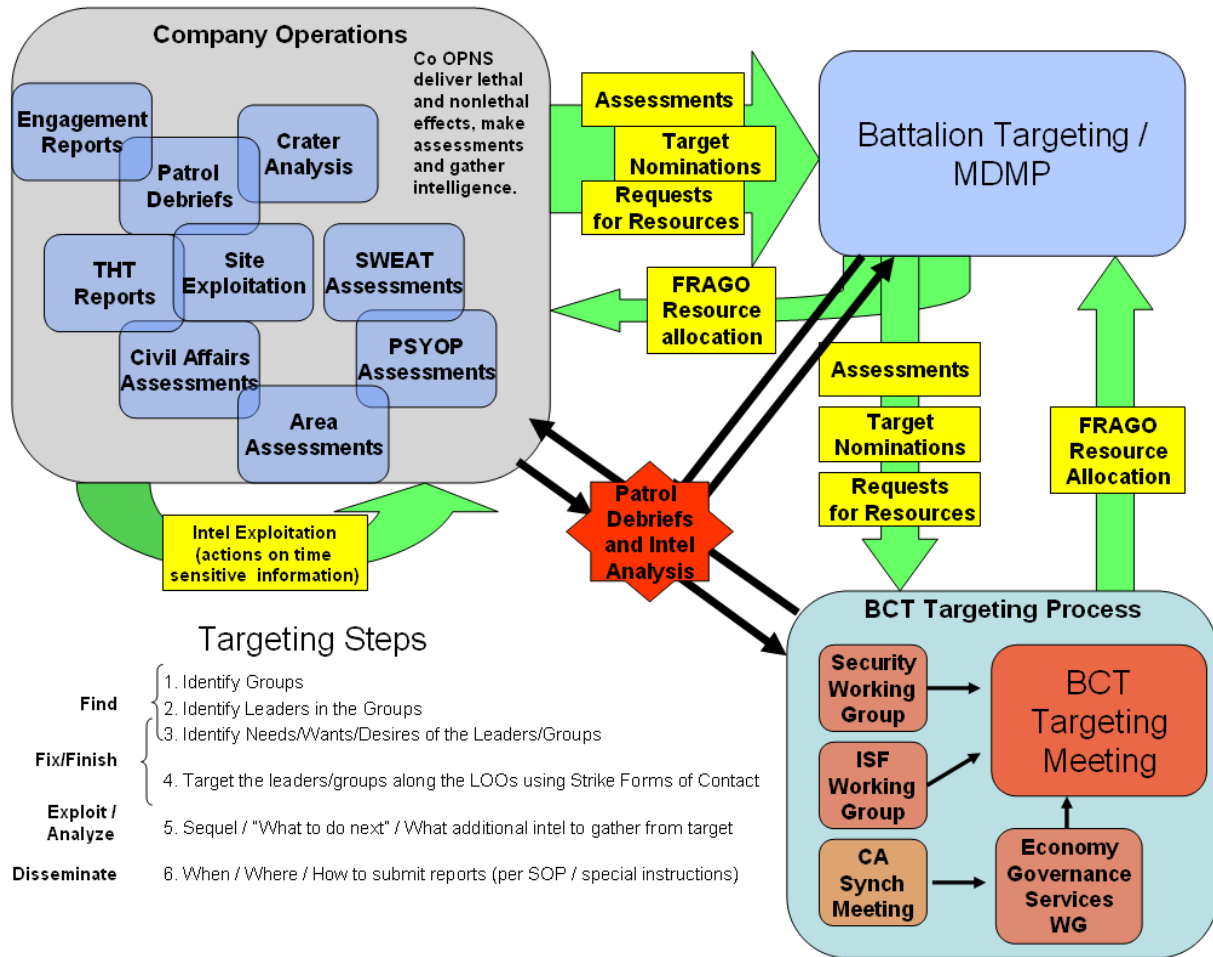 Company Operations
Co OPNS
deliver lethal
and nonlethal
effects, make
assessments
and gather
intelligence.
Engagement
Reports
Crater
Analysis
Patrol
Debriefs
THT
Reports
Site
Exploitation
SWEAT
Assessments
Civil Affairs
Assessments
PSYOP
Assessments
Area
Assessments
Assessments
Target
Nominations
Requests
for Resources
Battalion Targeting /
MDMP
FRAGO
Resource
allocation
Assessments
Target
Nominations
Requests
for Resources
FRAGO
Resource
Allocation
Intel Exploitation
(actions on time
sensitive information)
Patrol
Debriefs
and Intel
Analysis
BCT Targeting Process
Security
Working
Group
ISF
Working
Group
CA
Synch
Meeting
BCT
Targeting
Meeting
Economy
Governance
Services
WG
Targeting Steps
Find
1. Identify Groups
2. Identify Leaders in the Groups
3. Identify Needs/Wants/Desires of the Leaders/Groups
Fix/Finish
4. Target the leaders/groups along the LOOs using Strike Forms of Contact
Exploit /
Analyze
5. Sequel / "What to do next" / What additional intel to gather from target
Disseminate
6. When / Where / How to submit reports (per SOP / special instructions)